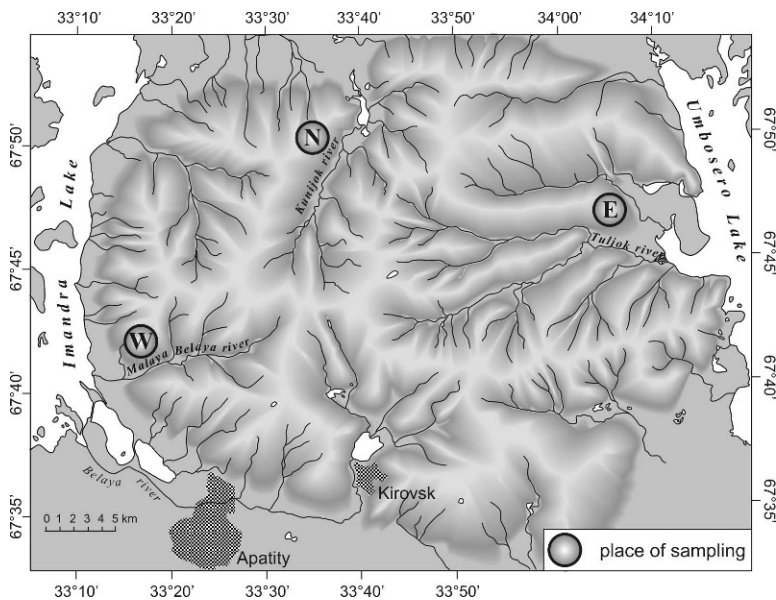 33°10' 33°20' 33°30' 33°40' 33°50' 34°00' 34°10'
67°50'
67°45'
67°40'
67°35'
67°50'
67°45'
67°40'
67°35'
Imandra Lake
Umbosero Lake
N
Kunijok river
E
Tuljok river
W
Malaya Belaya river
Belaya river
Kirovsk
Apatity
0 1 2 3 4 5 km
place of sampling
33°10' 33°20' 33°30' 33°40' 33°50'